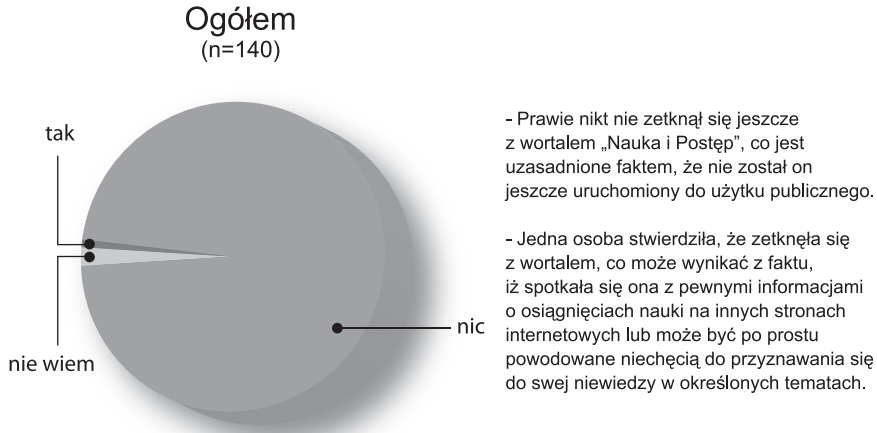 Ogółem
(n=140)
tak
nie wiem
nic
- Prawie nikt nie zetknął się jeszcze
z wortalem „Nauka i Postęp”, co jest
uzasadnione faktem, że nie został on
jeszcze uruchomiony do użytku publicznego.
- Jedna osoba stwierdziła, że zetknęła się
z wortalem, co może wynikać z faktu,
iż spotkała się ona z pewnymi informacjami
o osiągnięciach nauki na innych stronach
internetowych lub może być po prostu
powodowane niechęcią do przyznawania się
do swej niewiedzy w określonych tematach.